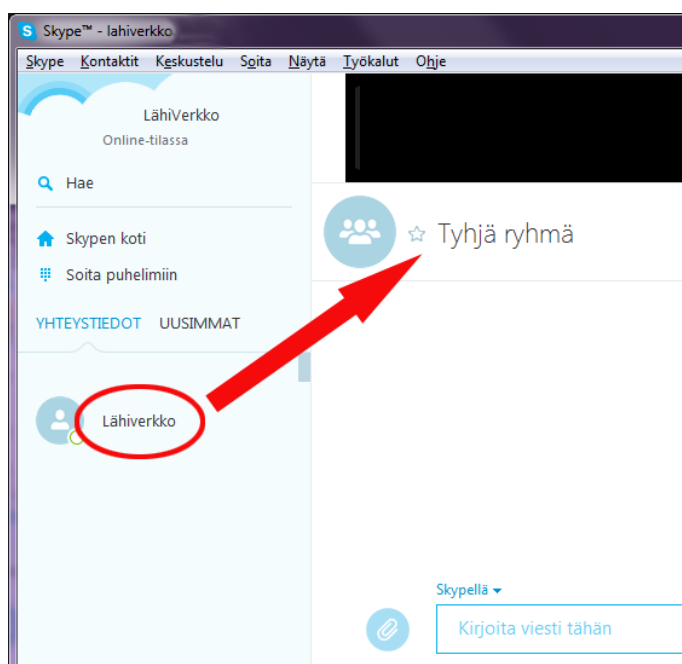 Skype™ - lahiverkko
Skype Kontaktit Keskustelu Soita Näytä Työkalut Ohje
LähiVerkko
Online-tilassa
Hae
Skypen koti
Soita puhelimiin
YHTEYSTIEDOT UUSIMMAT
Lähiverkko
Tyhjä ryhmä
Skypellä
Kirjoita viesti tähän